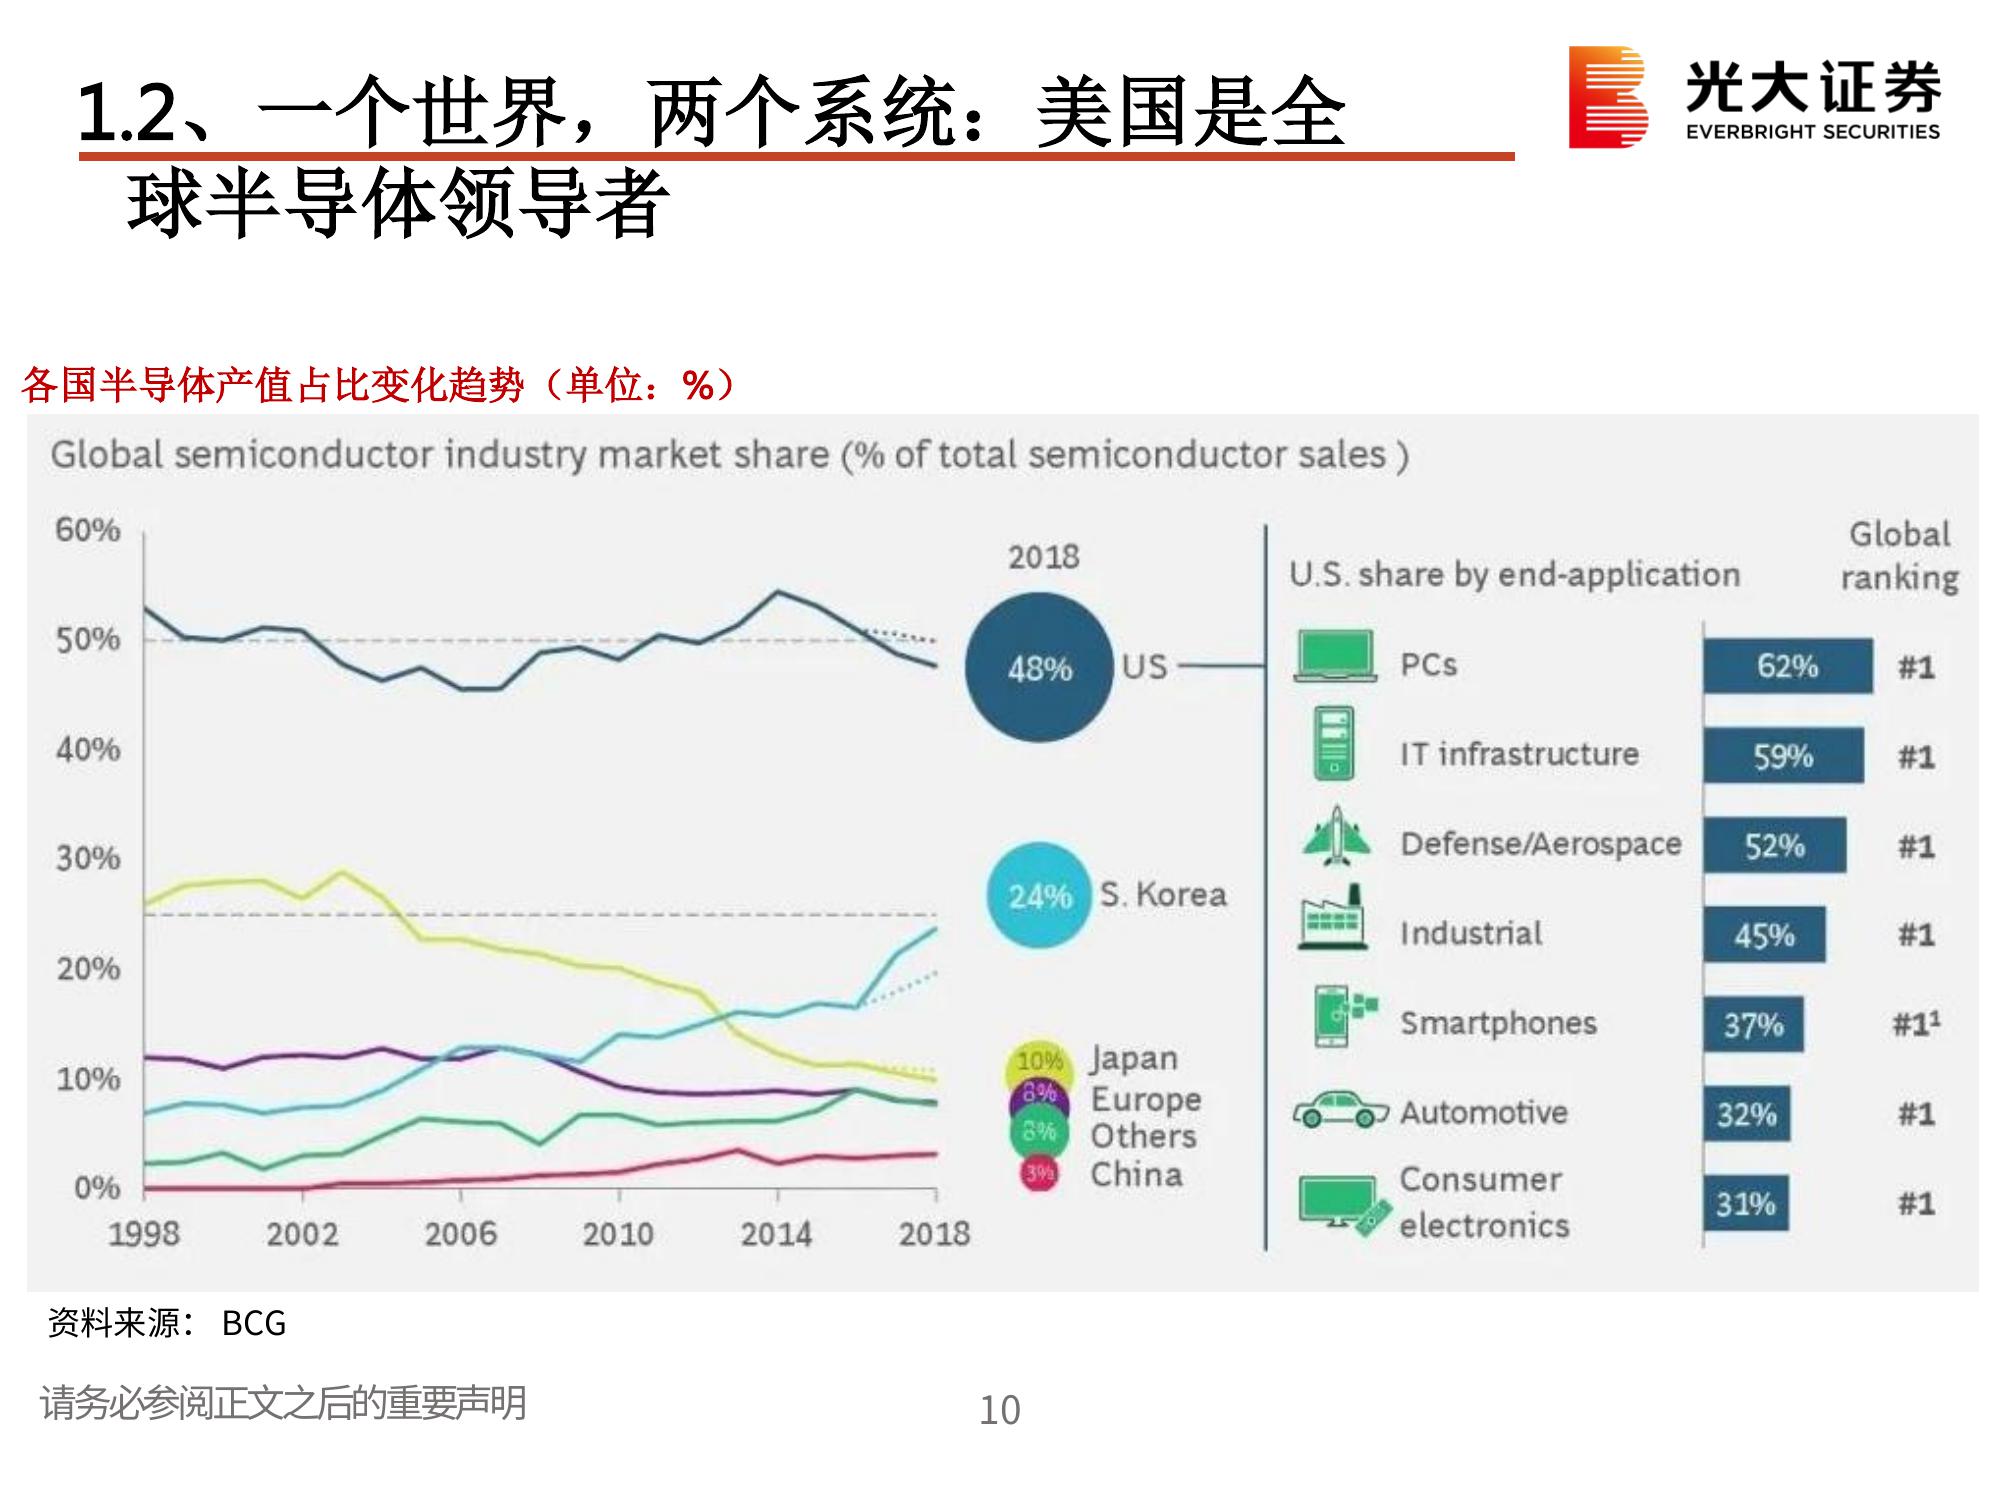 1.2、一个世界，两个系统：美国是全
球半导体领导者
光大证券
EVERBRIGHT SECURITIES
各国半导体产值占比变化趋势（单位：%）
Global semiconductor industry market share (% of total semiconductor sales )
60%
50%
40%
30%
20%
10%
0%
1998 2002 2006 2010 2014 2018
2018
48% US
24% S. Korea
10% Japan
8% Europe
8% Others
3% China
U.S. share by end-application
Global
ranking
PCs 62% #1
IT infrastructure 59% #1
Defense/Aerospace 52% #1
Industrial 45% #1
Smartphones 37% #1¹
Automotive 32% #1
Consumer
electronics 31% #1
资料来源： BCG
请务必参阅正文之后的重要声明
10